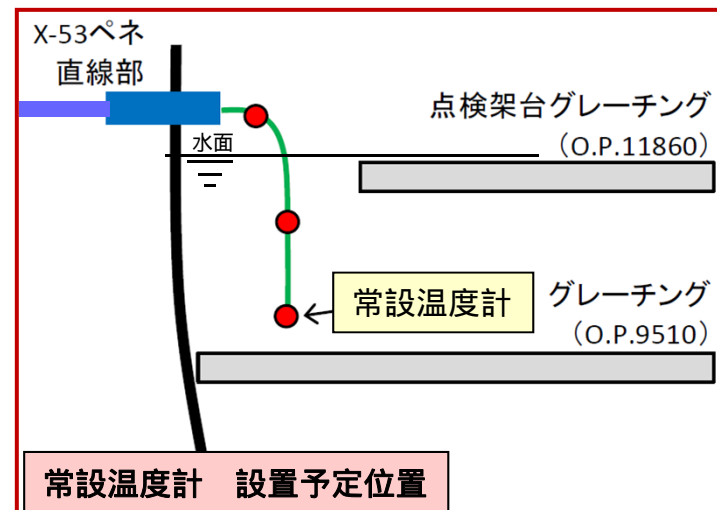 X-53ペネ
直線部
点検架台グレーチング
（O.P.11860）
水面
常設温度計
グレーチング
（O.P.9510）
常設温度計　設置予定位置